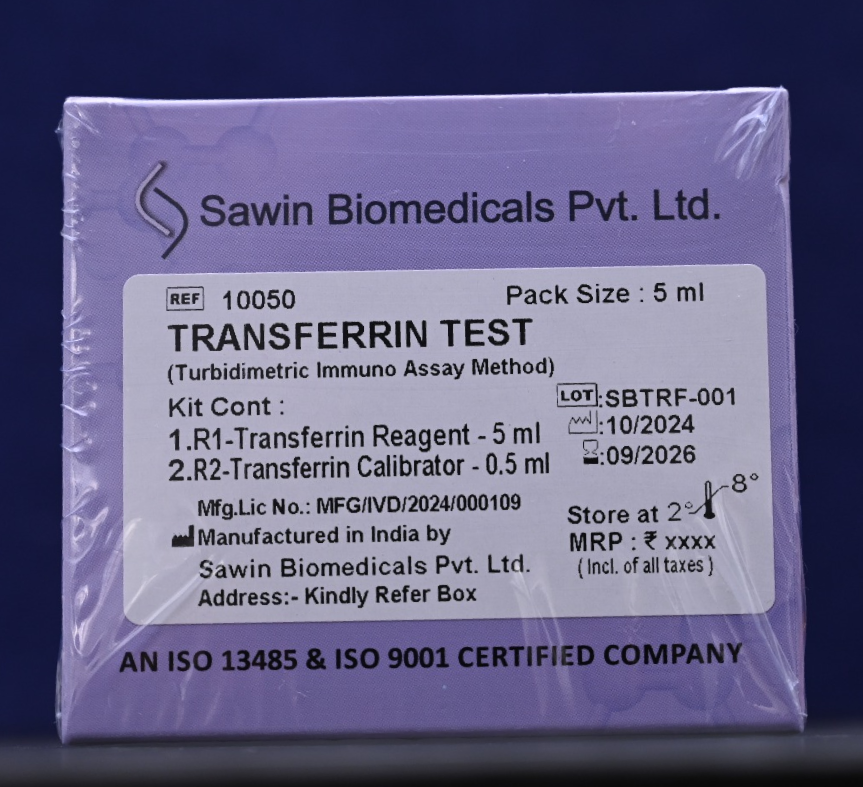 Sawin Biomedicals Pvt. Ltd.
REF 10050
Pack Size : 5 ml
TRANSFERRIN TEST
(Turbidimetric Immuno Assay Method)
Kit Cont :
1.R1-Transferrin Reagent - 5 ml
2.R2-Transferrin Calibrator - 0.5 ml
LOT:SBTRF-001
:10/2024
:09/2026
Mfg.Lic No.: MFG/IVD/2024/000109
Manufactured in India by
Sawin Biomedicals Pvt. Ltd.
Address:- Kindly Refer Box
Store at 2°-8°
MRP : ₹ xxxx
(Incl. of all taxes)
AN ISO 13485 & ISO 9001 CERTIFIED COMPANY